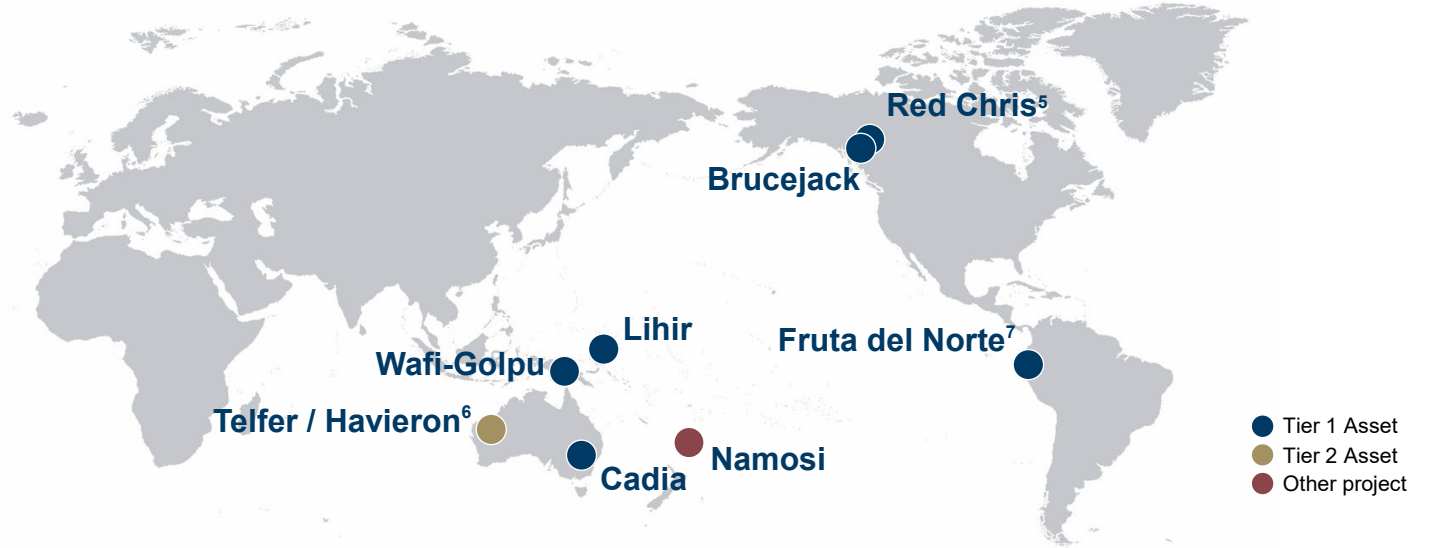 Red Chris⁵
Brucejack
Lihir
Fruta del Norte⁷
Wafi-Golpu
Telfer / Havieron⁶
Namosi
Cadia
Tier 1 Asset
Tier 2 Asset
Other project